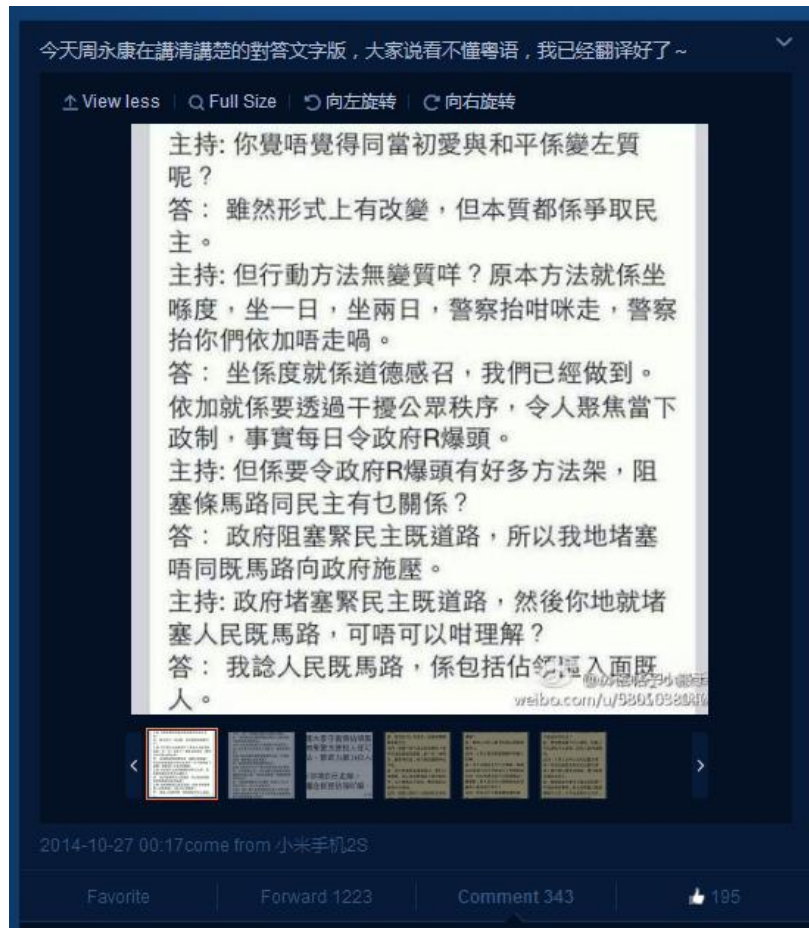 今天周永康在講清講楚的對答文字版，大家说看不懂粤语，我已经翻译好了～
View less
Full Size
向左旋转
向右旋转
主持: 你覺唔覺得同當初愛與和平係變左質
呢？
答： 雖然形式上有改變，但本質都係爭取民
主。
主持: 但行動方法無變質咩？原本方法就係坐
喺度，坐一日，坐兩日，警察抬咁咪走，警察
抬你們依加唔走喎。
答： 坐係度就係道德感召，我們已經做到。
依加就係要透過干擾公眾秩序，令人聚焦當下
政制，事實每日令政府R爆頭。
主持: 但係要令政府R爆頭有好多方法架，阻
塞條馬路同民主有乜關係？
答： 政府阻塞緊民主既道路，所以我地堵塞
唔同既馬路向政府施壓。
主持: 政府堵塞緊民主既道路，然後你地就堵
塞人民既馬路，可唔可以咁理解？
答： 我諗人民既馬路，係包括佔領區入面既
人。
2014-10-27 00:17come from 小米手机2S
Favorite
Forward 1223
Comment 343
195